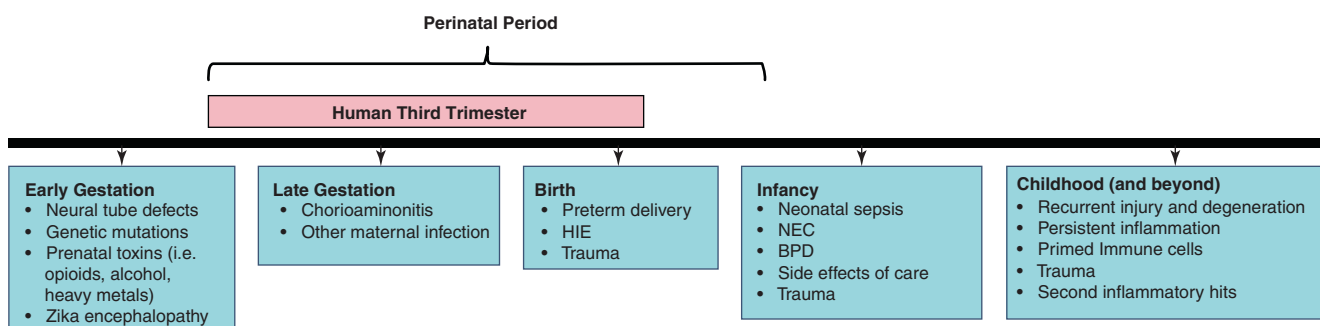 Perinatal Period
Human Third Trimester
Early Gestation
• Neural tube defects
• Genetic mutations
• Prenatal toxins (i.e.
opioids, alcohol,
heavy metals)
• Zika encephalopathy
Late Gestation
• Chorioaminonitis
• Other maternal infection
Birth
• Preterm delivery
• HIE
• Trauma
Infancy
• Neonatal sepsis
• NEC
• BPD
• Side effects of care
• Trauma
Childhood (and beyond)
• Recurrent injury and degeneration
• Persistent inflammation
• Primed Immune cells
• Trauma
• Second inflammatory hits